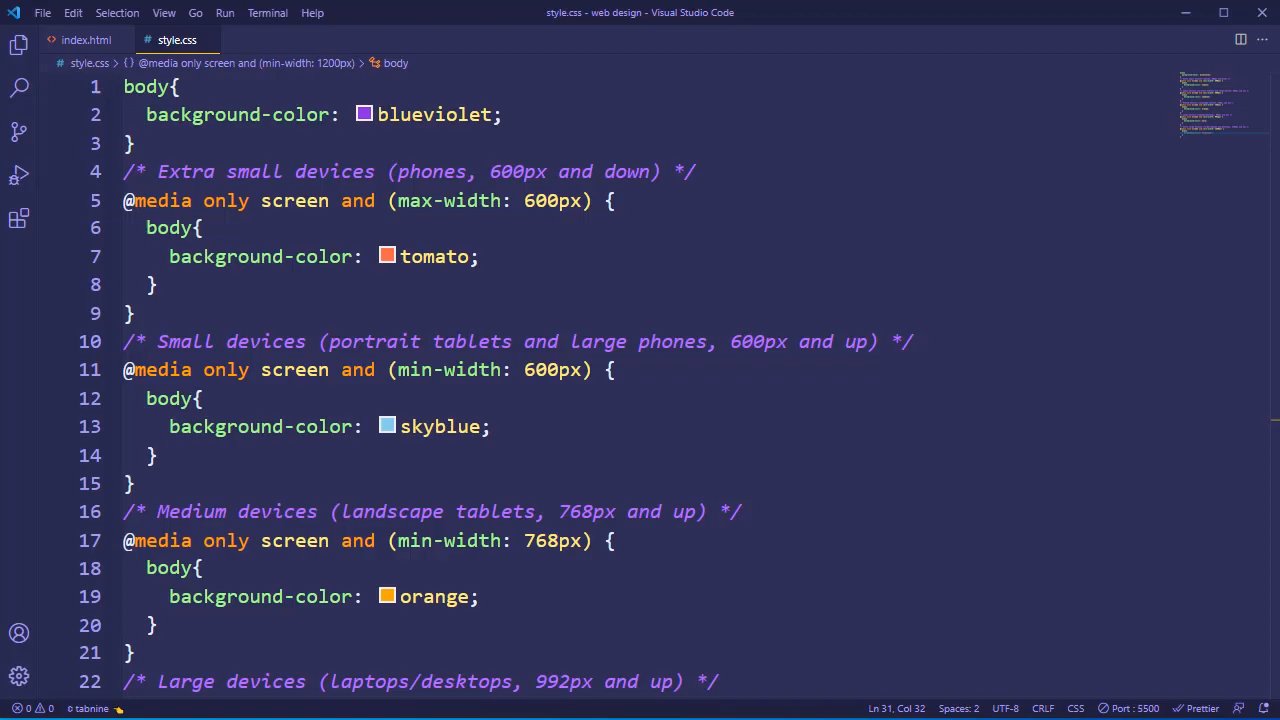 File Edit Selection View Go Run Terminal Help style.css - web design - Visual Studio Code
index.html # style.css
# style.css > { } @media only screen and (min-width: 1200px) > body
1 body{
2 background-color: blueviolet;
3 }
4 /* Extra small devices (phones, 600px and down) */
5 @media only screen and (max-width: 600px) {
6 body{
7 background-color: tomato;
8 }
9 }
10 /* Small devices (portrait tablets and large phones, 600px and up) */
11 @media only screen and (min-width: 600px) {
12 body{
13 background-color: skyblue;
14 }
15 }
16 /* Medium devices (landscape tablets, 768px and up) */
17 @media only screen and (min-width: 768px) {
18 body{
19 background-color: orange;
20 }
21 }
22 /* Large devices (laptops/desktops, 992px and up) */
0 0 tabnine Ln 31, Col 32 Spaces: 2 UTF-8 CRLF CSS Port : 5500 Prettier